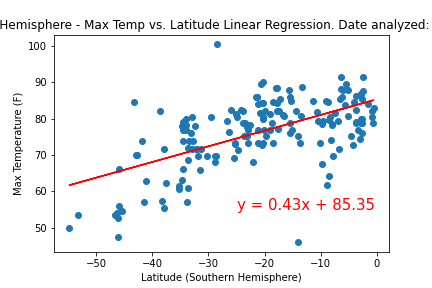 Hemisphere - Max Temp vs. Latitude Linear Regression. Date analyzed:
100
90
80
70
60
50
Max Temperature (F)
y = 0.43x + 85.35
−50 −40 −30 −20 −10 0
Latitude (Southern Hemisphere)